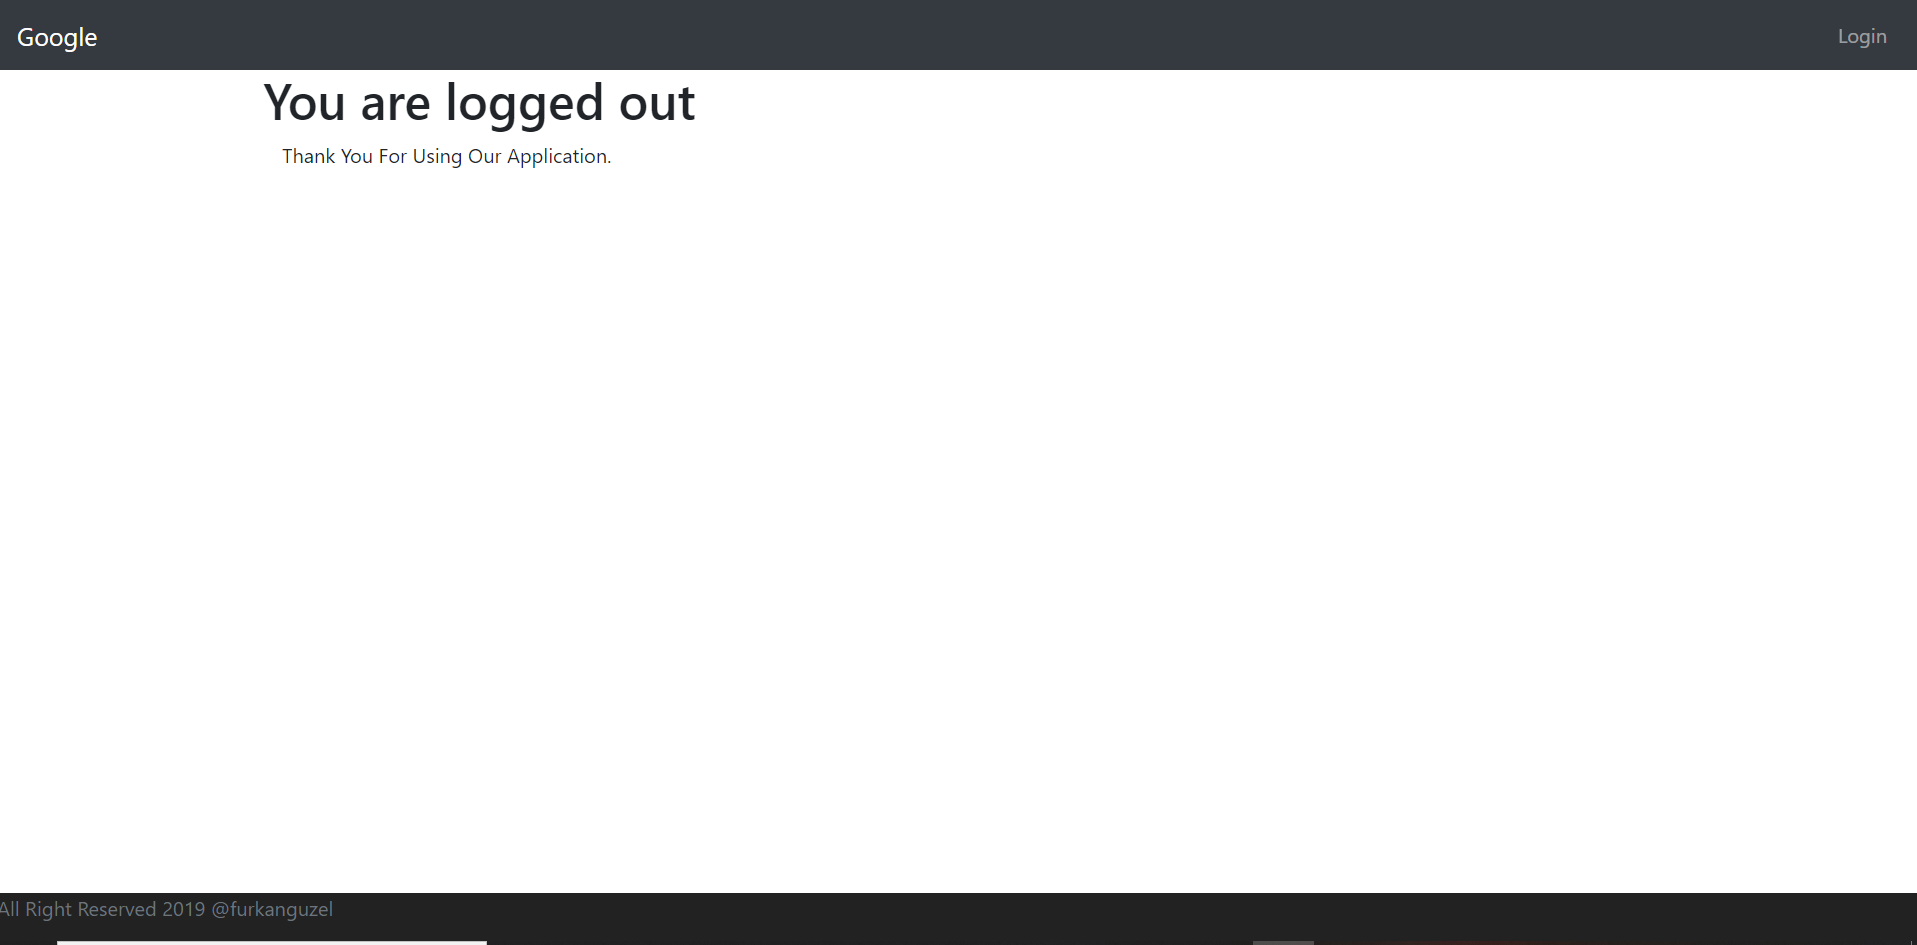 Google
Login
You are logged out
Thank You For Using Our Application.
All Right Reserved 2019 @furkanguzel